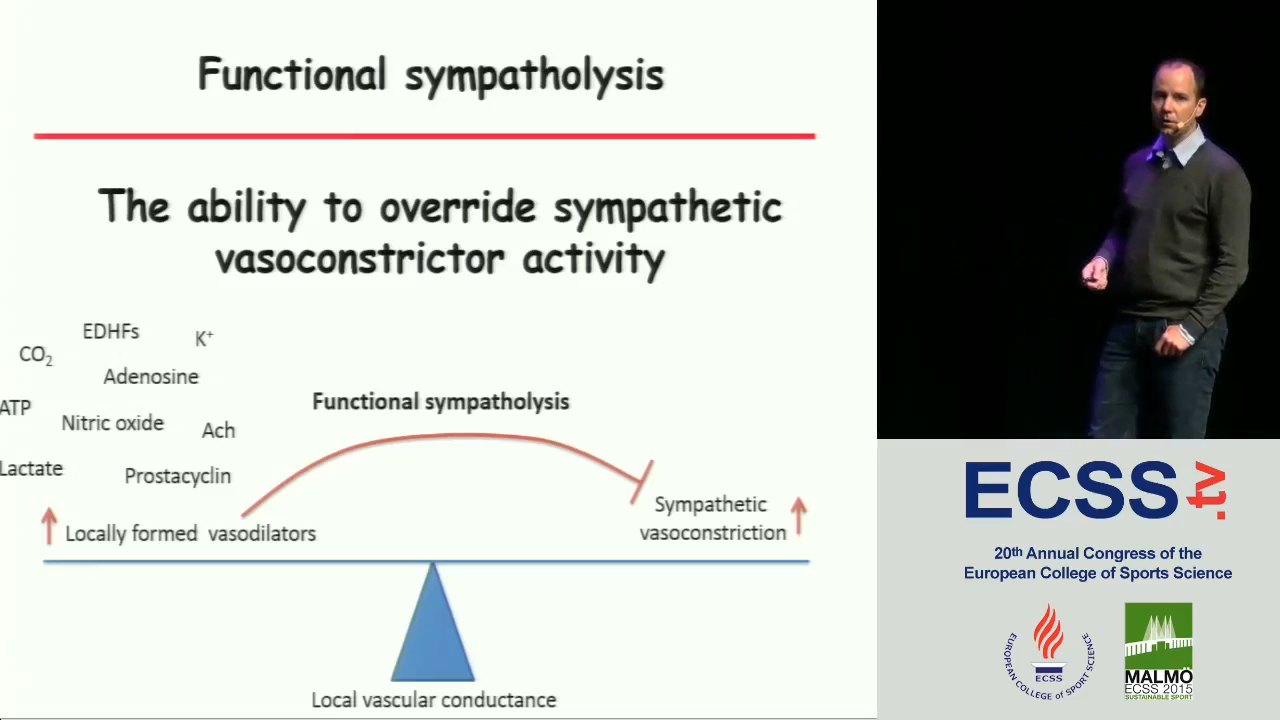 Functional sympatholysis
The ability to override sympathetic
vasoconstrictor activity
EDHFs
K⁺
CO₂
Adenosine
ATP
Nitric oxide
Ach
Lactate
Prostacyclin
Functional sympatholysis
Sympathetic
vasoconstriction
Locally formed vasodilators
Local vascular conductance
ECSS.tv
20th Annual Congress of the
European College of Sports Science
EUROPEAN COLLEGE OF SPORT SCIENCE
ECSS
MALMÖ
ECSS 2015
SUSTAINABLE SPORT